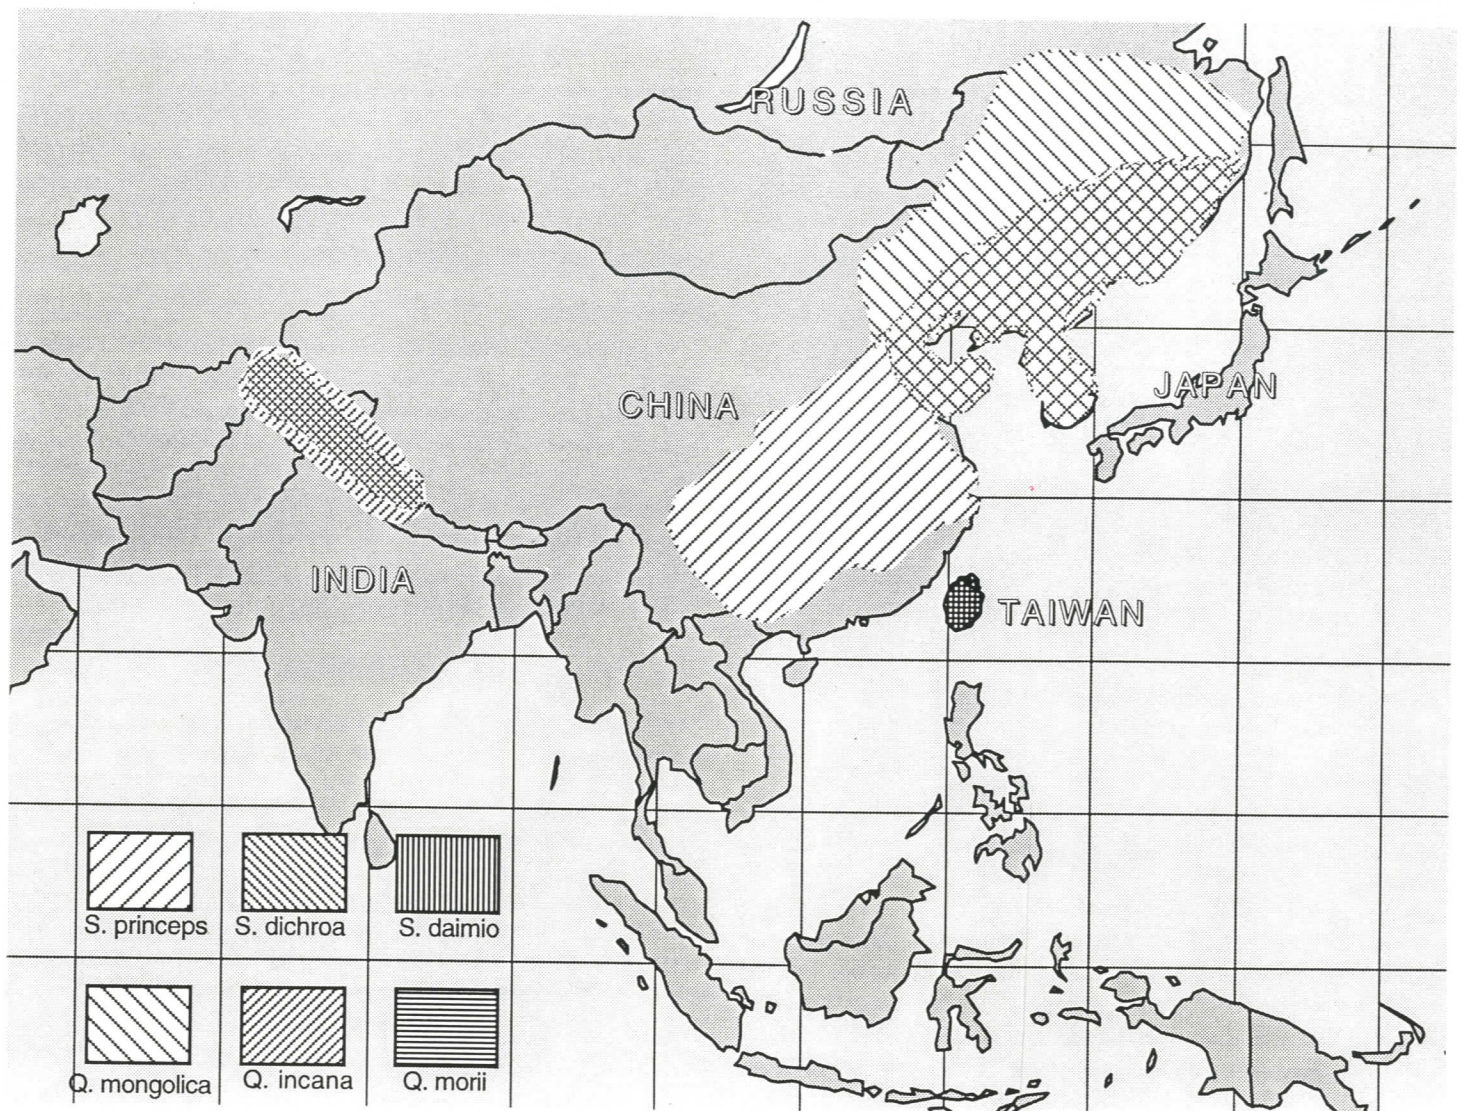 RUSSIA
CHINA
JAPAN
INDIA
TAIWAN
S. princeps
S. dichroa
S. daimio
Q. mongolica
Q. incana
Q. morii